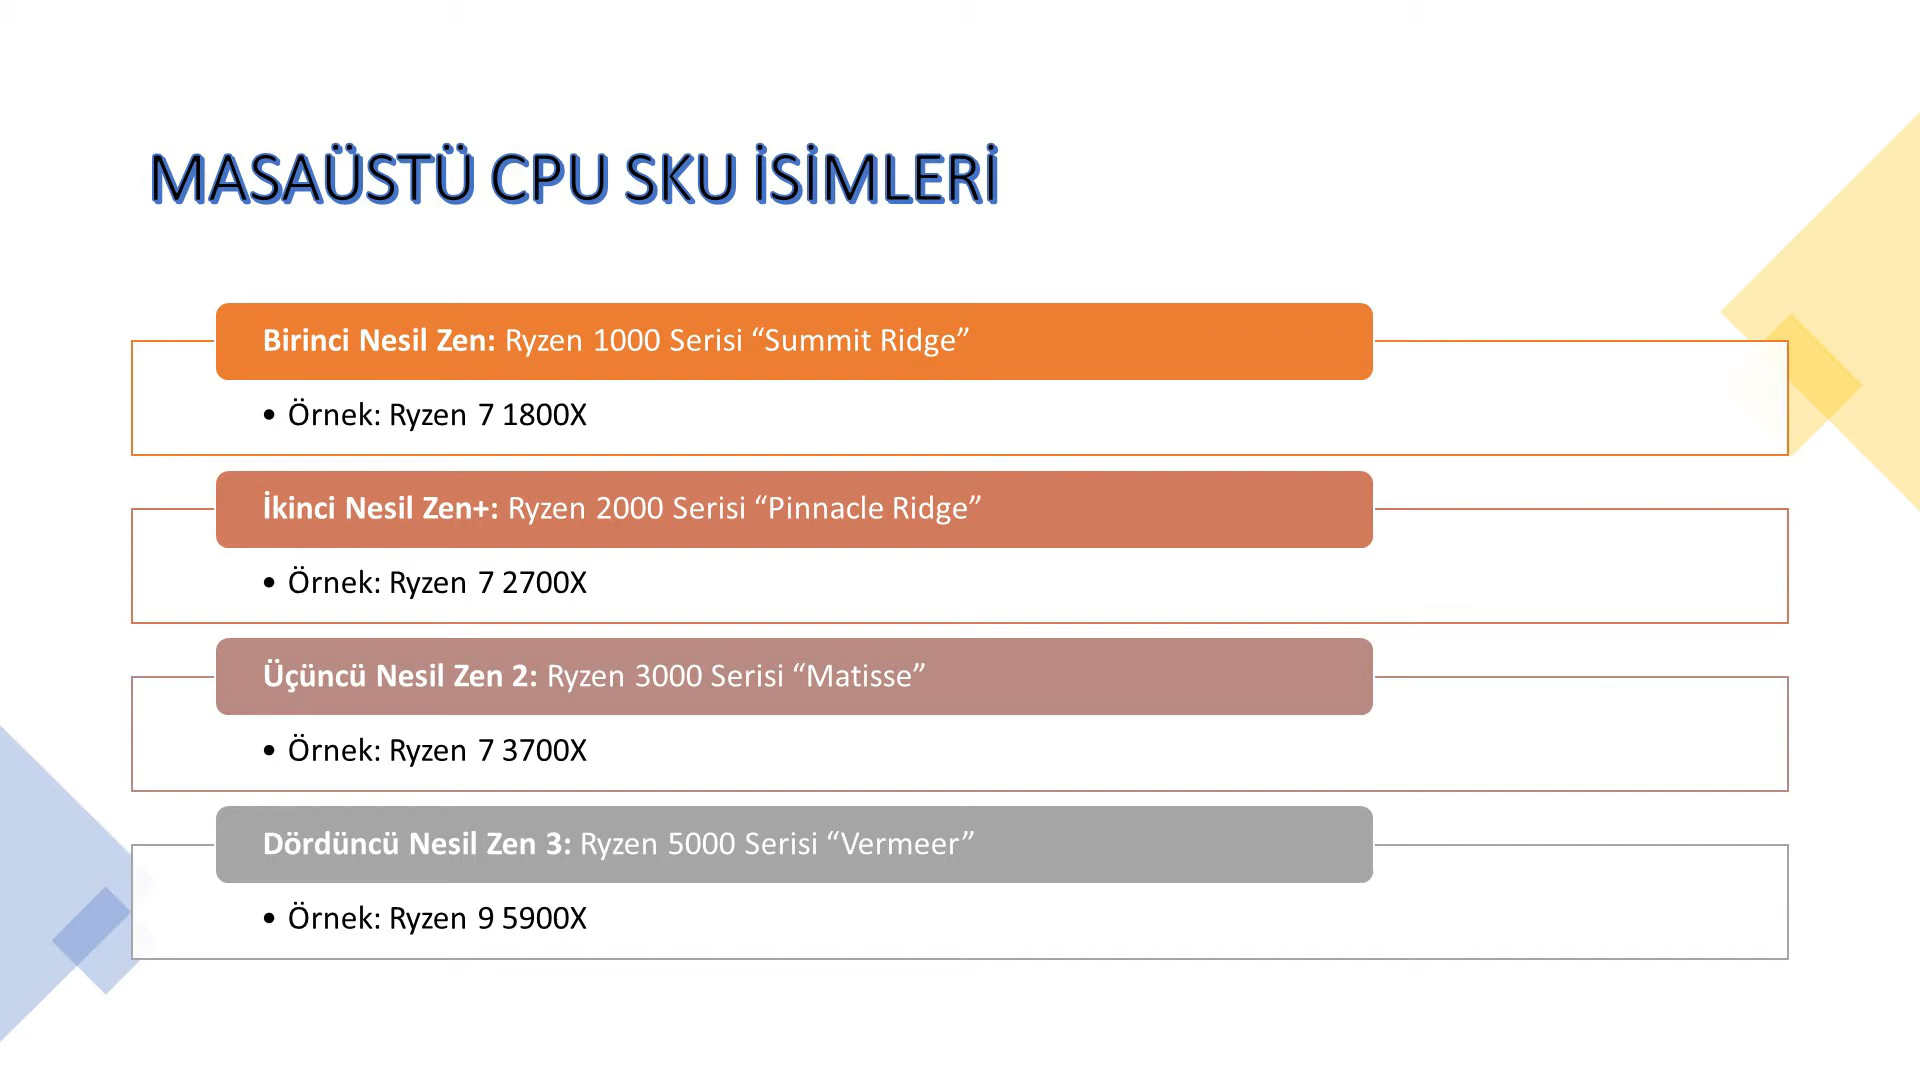 MASAÜSTÜ CPU SKU İSİMLERİ
Birinci Nesil Zen: Ryzen 1000 Serisi “Summit Ridge”
• Örnek: Ryzen 7 1800X
İkinci Nesil Zen+: Ryzen 2000 Serisi “Pinnacle Ridge”
• Örnek: Ryzen 7 2700X
Üçüncü Nesil Zen 2: Ryzen 3000 Serisi “Matisse”
• Örnek: Ryzen 7 3700X
Dördüncü Nesil Zen 3: Ryzen 5000 Serisi “Vermeer”
• Örnek: Ryzen 9 5900X